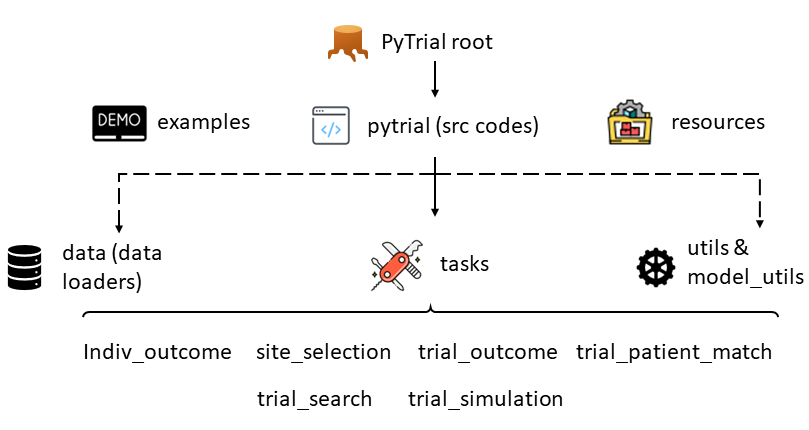 PyTrial root
DEMO
examples
</>
pytrial (src codes)
resources
data (data
loaders)
tasks
utils &
model_utils
Indiv_outcome
site_selection
trial_outcome
trial_patient_match
trial_search
trial_simulation